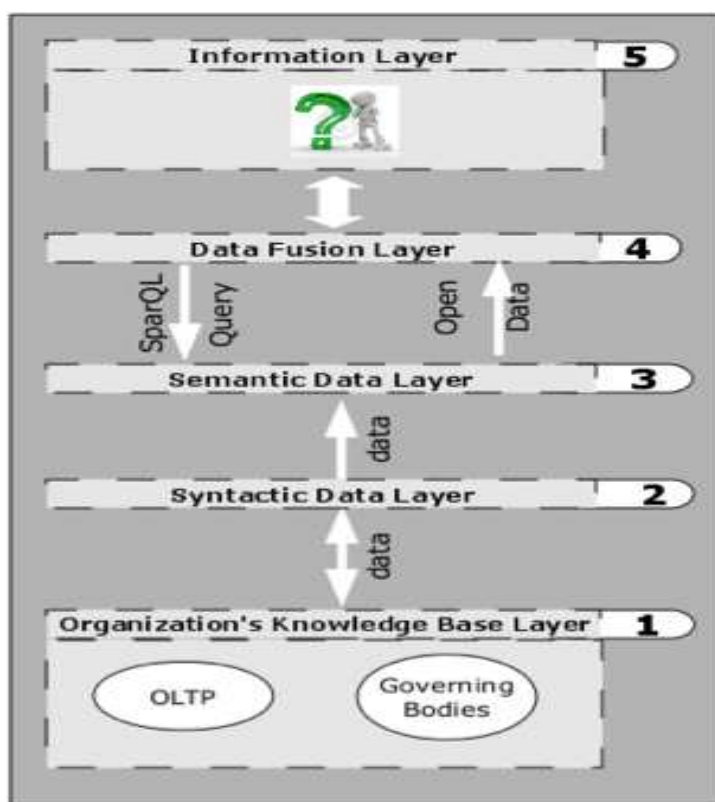 Information Layer 5
?
Data Fusion Layer 4
SparQL
Query
Open
Data
Semantic Data Layer 3
data
Syntactic Data Layer 2
data
Organization's Knowledge Base Layer 1
OLTP
Governing
Bodies